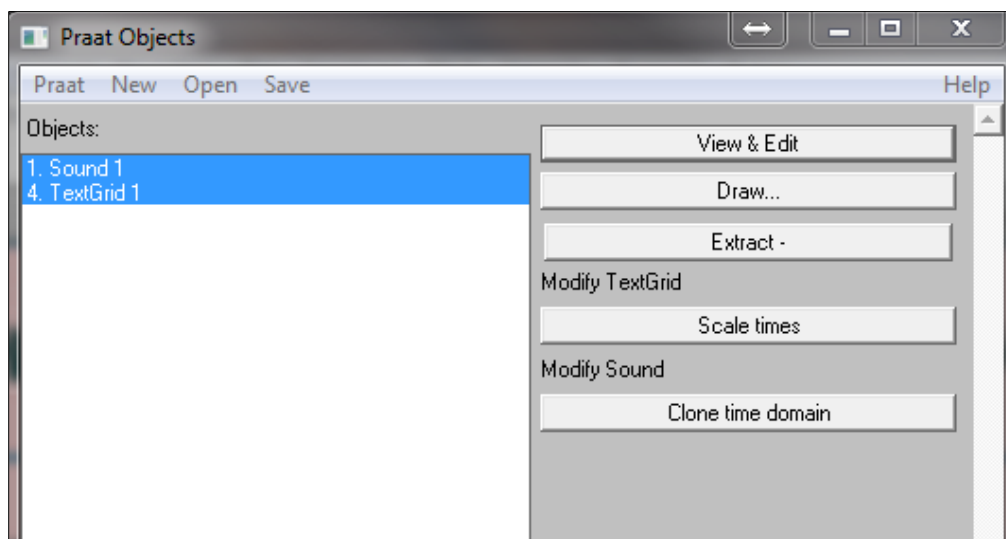 Praat Objects
Praat New Open Save Help
Objects:
1. Sound 1
4. TextGrid 1
View & Edit
Draw...
Extract -
Modify TextGrid
Scale times
Modify Sound
Clone time domain